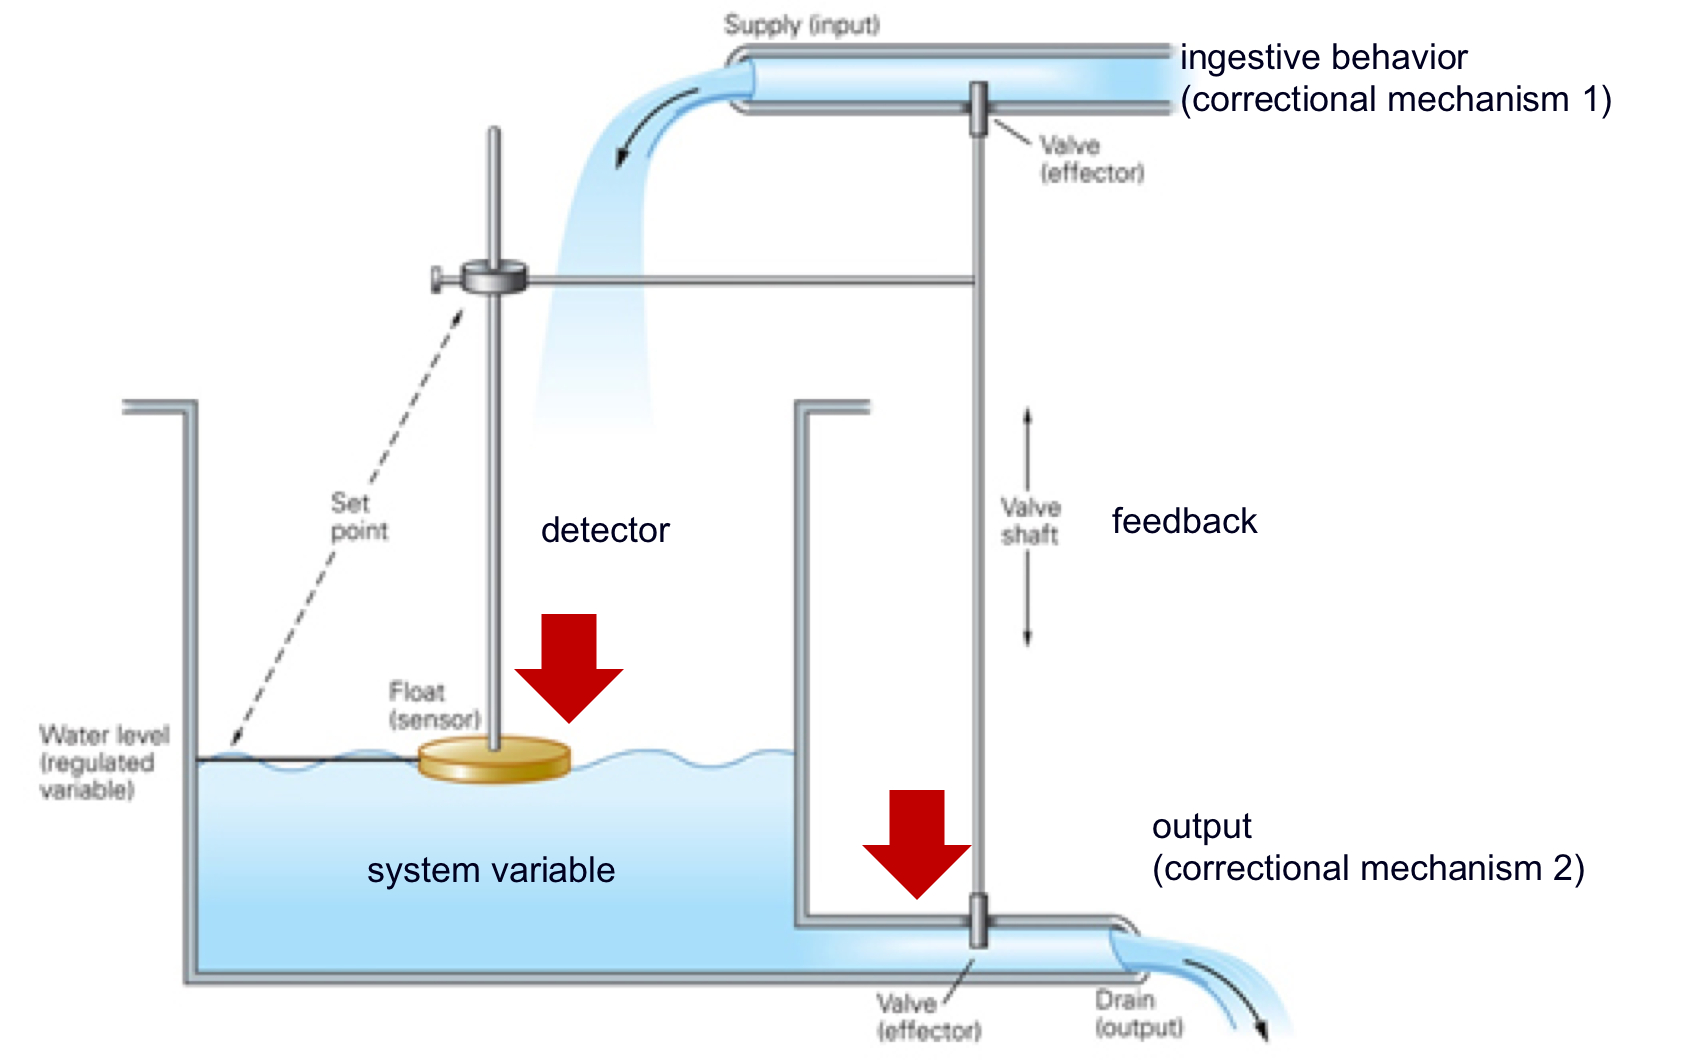 Supply (input)
ingestive behavior
(correctional mechanism 1)
Valve
(effector)
Set
point
detector
Valve
shaft
feedback
Float
(sensor)
Water level
(regulated
variable)
system variable
output
(correctional mechanism 2)
Valve
(effector)
Drain
(output)